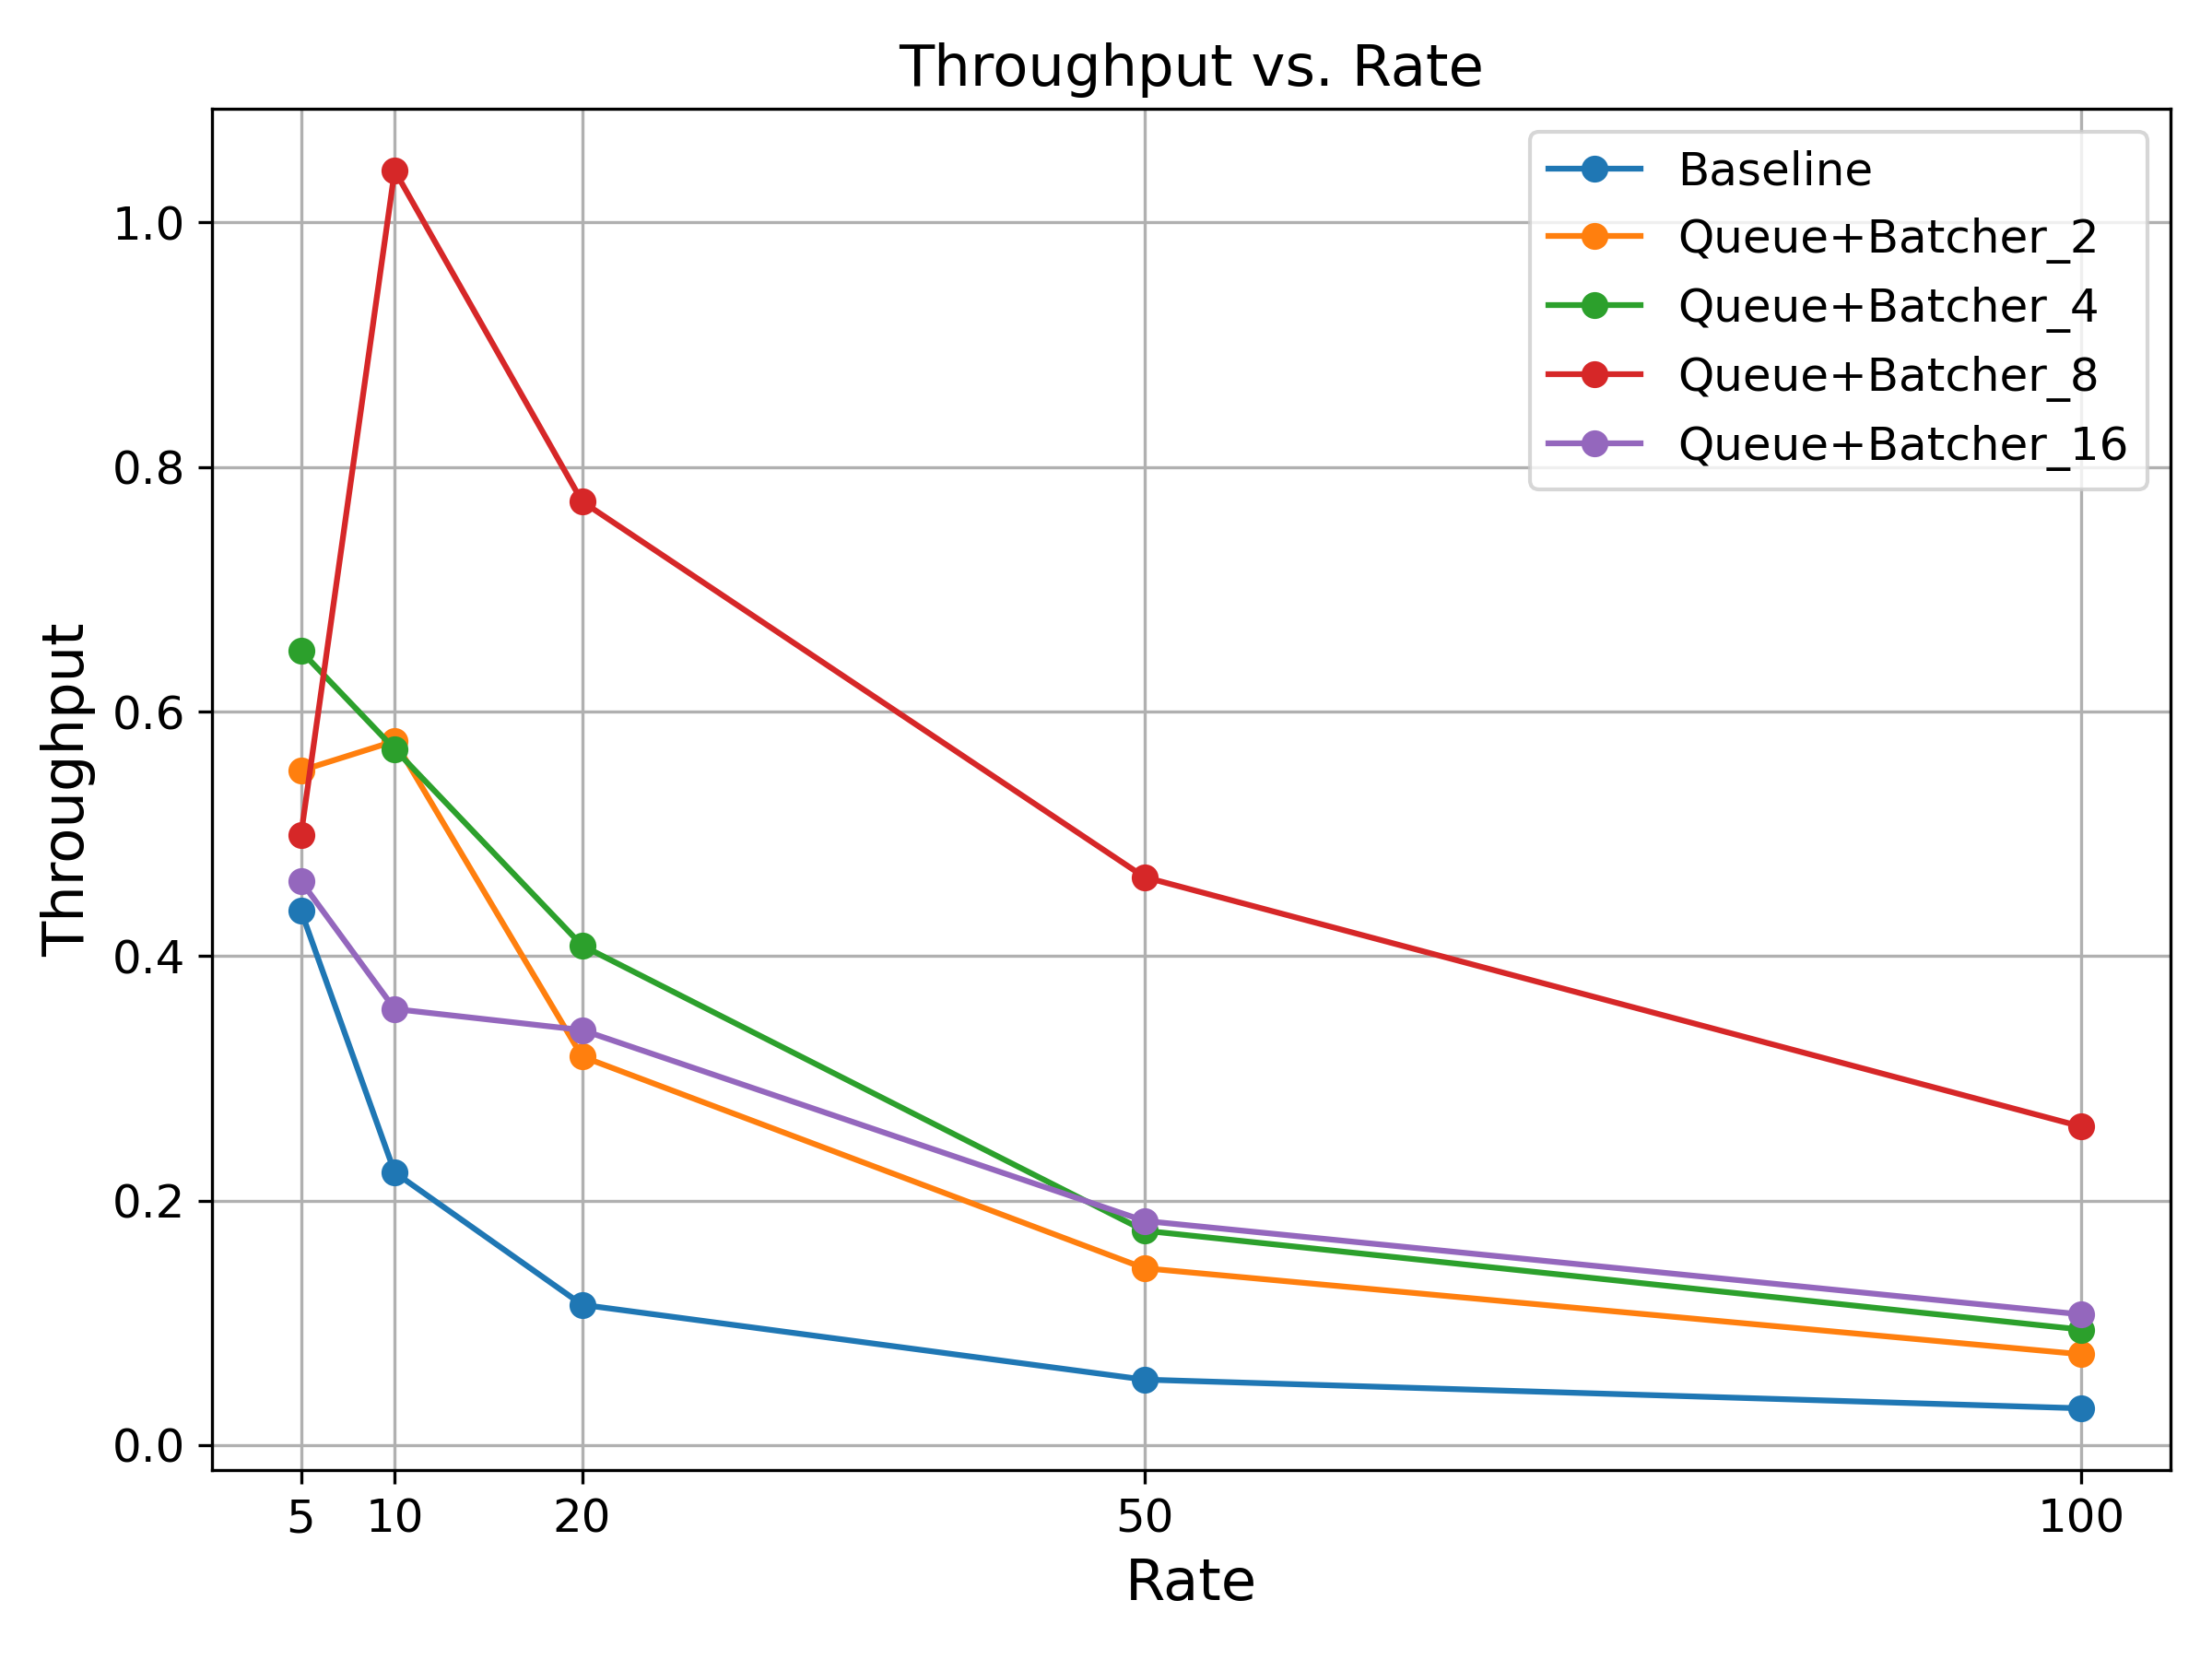 Throughput vs. Rate
Baseline
Queue+Batcher_2
Queue+Batcher_4
Queue+Batcher_8
Queue+Batcher_16
Throughput
1.0
0.8
0.6
0.4
0.2
0.0
5 10 20 50 100
Rate